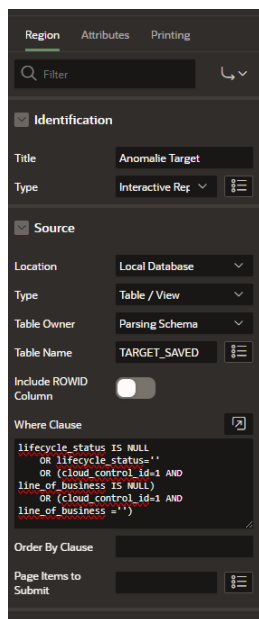 Region Attributes Printing
Filter
Identification
Title Anomalie Target
Type Interactive Rep
Source
Location Local Database
Type Table / View
Table Owner Parsing Schema
Table Name TARGET_SAVED
Include ROWID
Column
Where Clause
lifecycle_status IS NULL
OR lifecycle_status=''
OR (cloud_control_id=1 AND
line_of_business IS NULL)
OR (cloud_control_id=1 AND
line_of_business ='')
Order By Clause
Page Items to
Submit